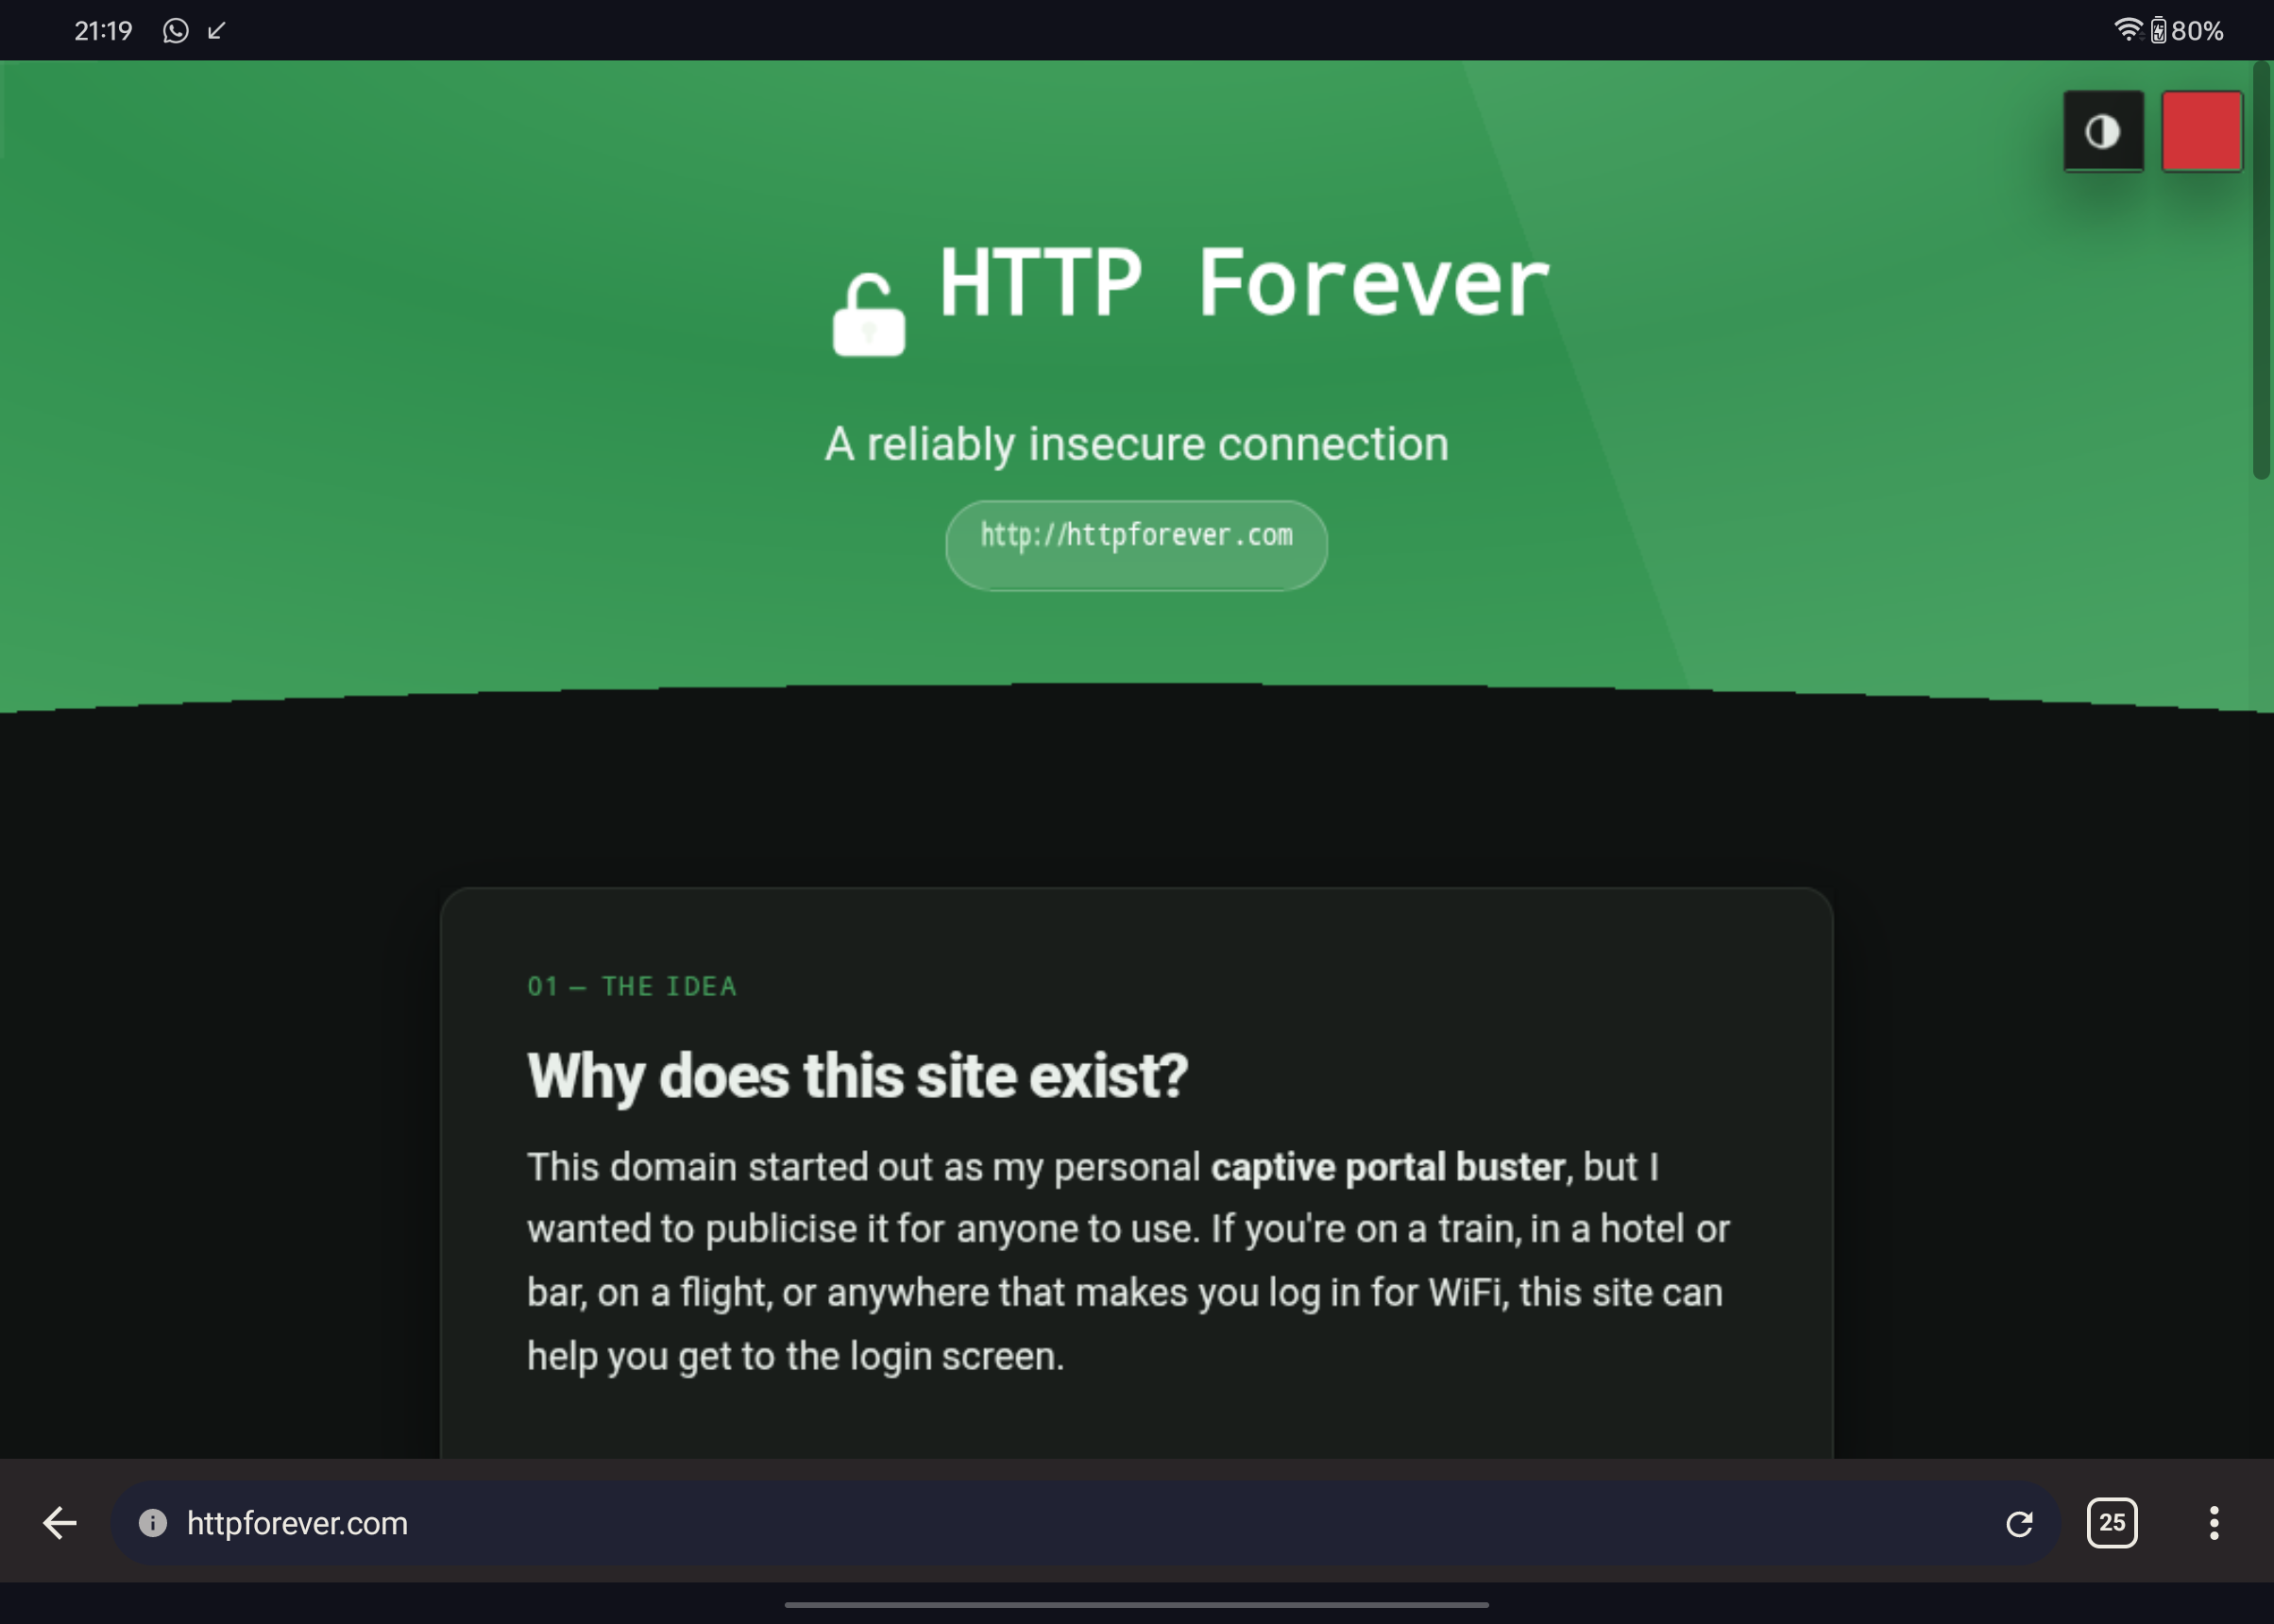 21:19
80%
HTTP Forever
A reliably insecure connection
http://httpforever.com
01 — THE IDEA
Why does this site exist?
This domain started out as my personal captive portal buster, but I
wanted to publicise it for anyone to use. If you're on a train, in a hotel or
bar, on a flight, or anywhere that makes you log in for WiFi, this site can
help you get to the login screen.
httpforever.com
25